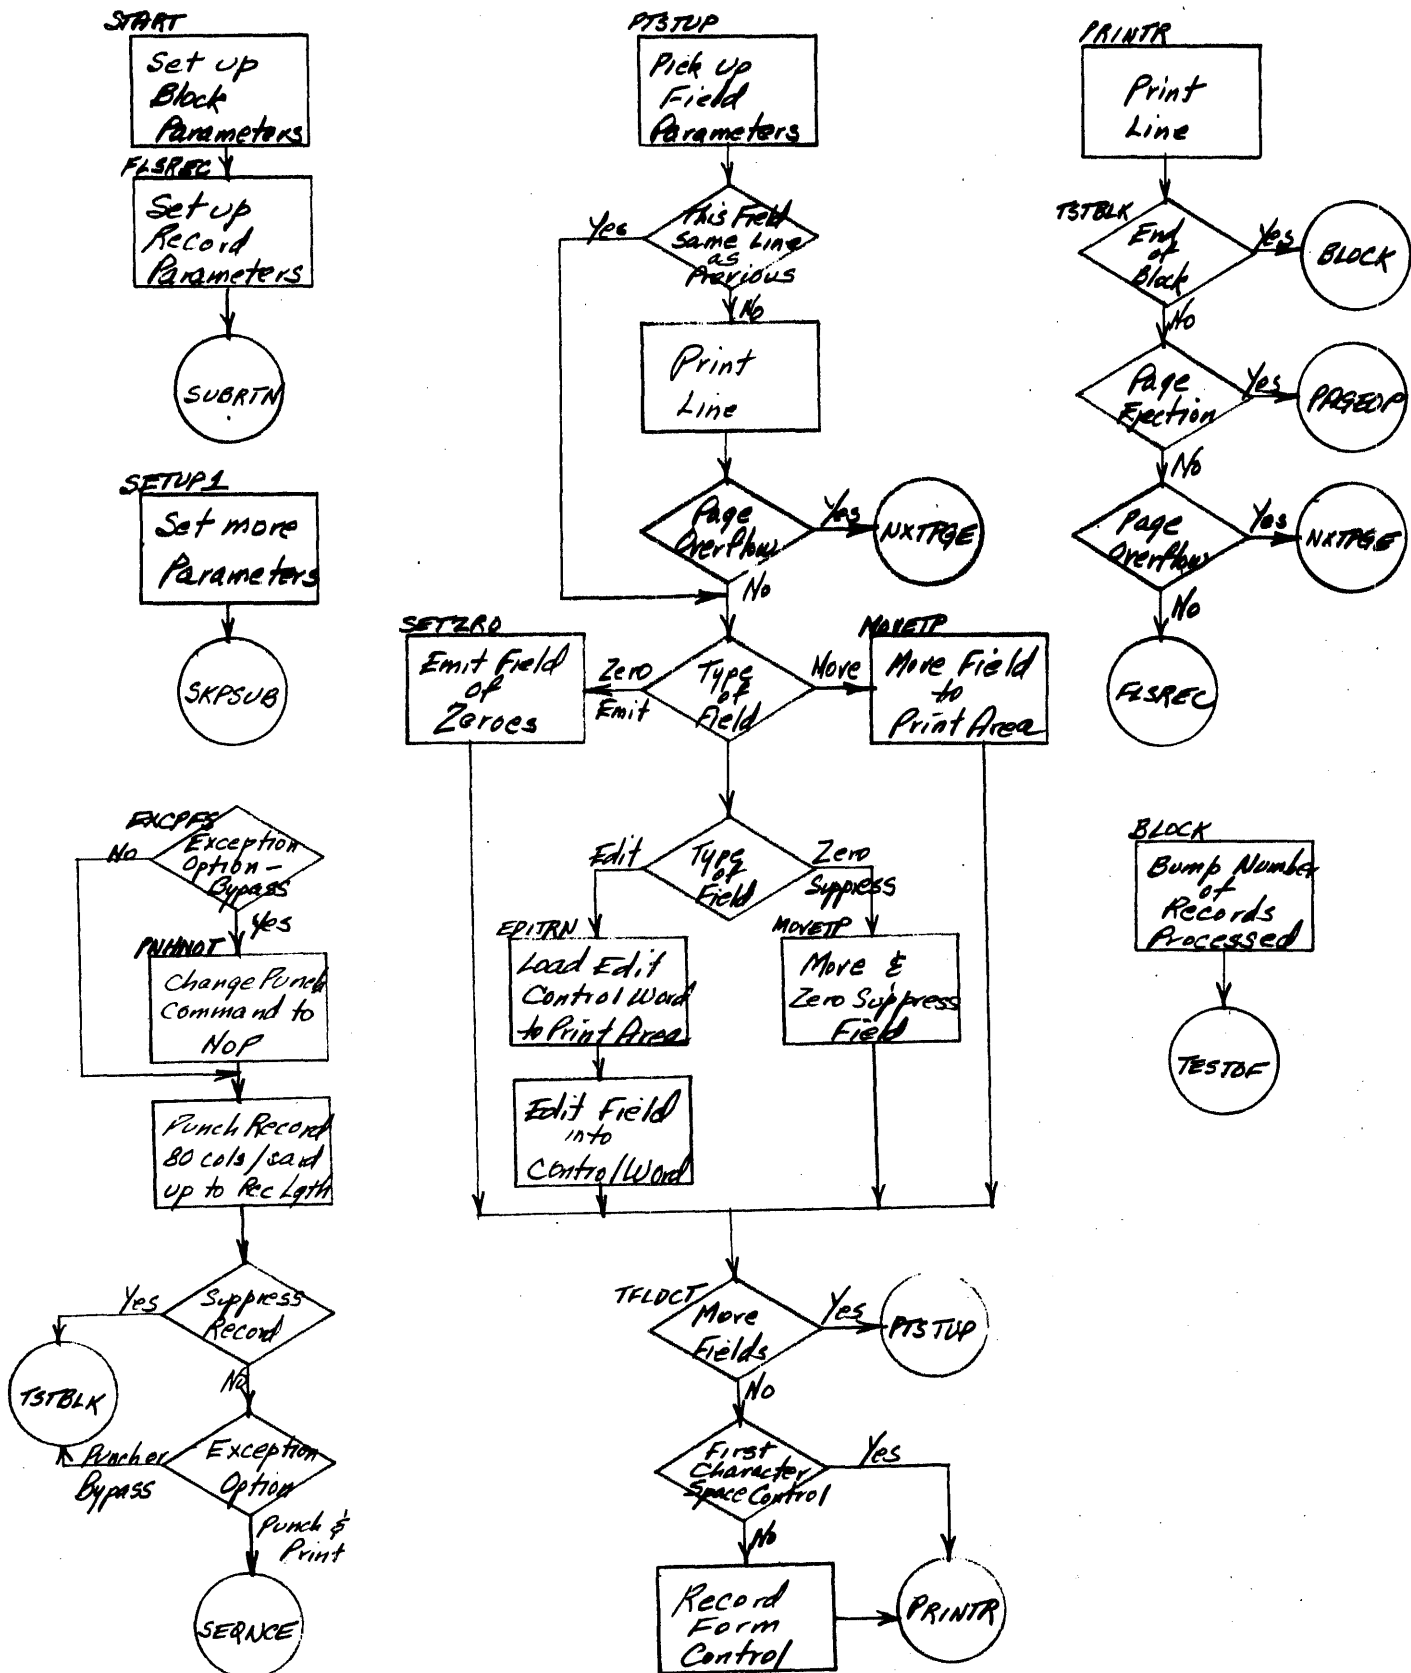 START
Set up
Block
Parameters
FLSREC
Set up
Record
Parameters
SUBRTN
SETUP1
Set more
Parameters
SKPSUB
EXCPFS
Exception
Option -
Bypass
No
Yes
PNHNOT
Change Punch
Command to
NOP
Punch Record
80 cols/card
up to Rec Lgth
Suppress
Record
Yes
No
TSTBLK
Exception
Option
Punch or
Bypass
Punch &
Print
SEQNCE
PTSTUP
Pick up
Field
Parameters
This Field
Same Line
as
Previous
Yes
No
Print
Line
Page
Overflow
Yes
NXTPGE
No
SETZRO
Emit Field
of
Zeroes
Zero
Emit
Type
of
Field
Move
MOVETP
Move Field
to
Print Area
Edit
Type
of
Field
Zero
Suppress
EDITRN
Load Edit
Control Word
to Print Area
MOVETP
Move &
Zero Suppress
Field
Edit Field
into
Control Word
TFLDCT
More
Fields
Yes
PTSTUP
No
First
Character
Space Control
Yes
No
Record
Form
Control
PRINTR
PRINTR
Print
Line
TSTBLK
End
of
Block
Yes
BLOCK
No
Page
Ejection
Yes
PAGEOP
No
Page
Overflow
Yes
NXTPGE
No
FLSREC
BLOCK
Bump Number
of
Records
Processed
TESTOF